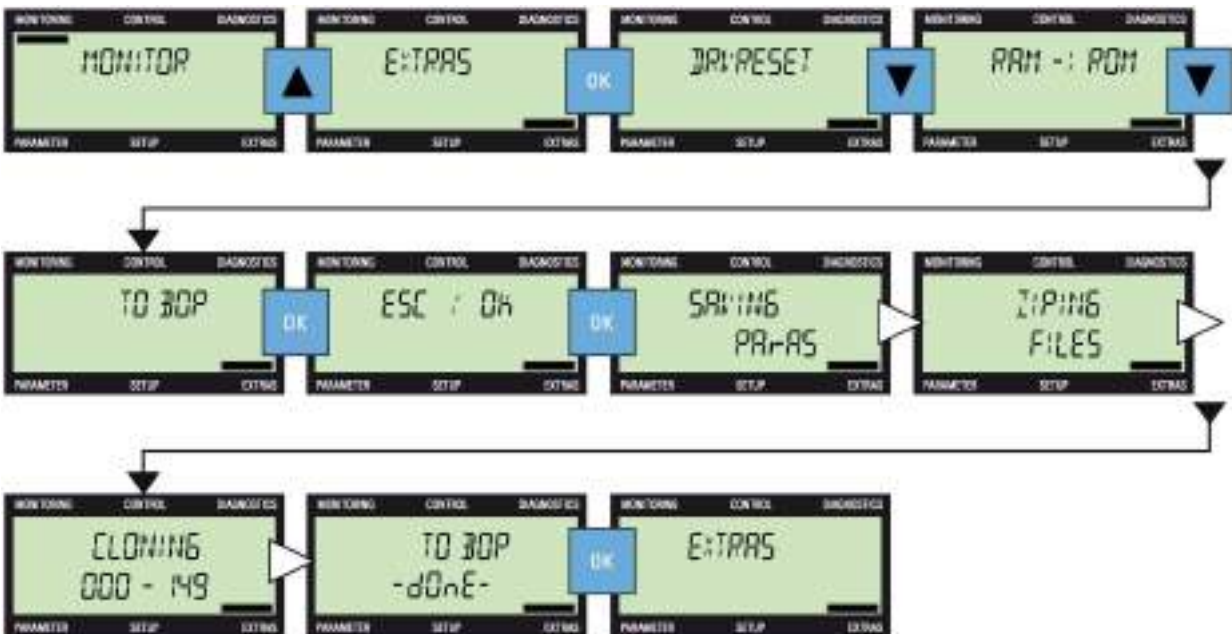 MONITORING CONTROL DIAGNOSTICS
MONITOR
PARAMETER SETUP EXTRAS
MONITORING CONTROL DIAGNOSTICS
EXTRAS
PARAMETER SETUP EXTRAS
OK
MONITORING CONTROL DIAGNOSTICS
DRVRESET
PARAMETER SETUP EXTRAS
MONITORING CONTROL DIAGNOSTICS
RAM -> ROM
PARAMETER SETUP EXTRAS
MONITORING CONTROL DIAGNOSTICS
TO BOP
PARAMETER SETUP EXTRAS
OK
MONITORING CONTROL DIAGNOSTICS
ESC / OK
PARAMETER SETUP EXTRAS
OK
MONITORING CONTROL DIAGNOSTICS
SAVING
PArAS
PARAMETER SETUP EXTRAS
MONITORING CONTROL DIAGNOSTICS
ZIPING
FILES
PARAMETER SETUP EXTRAS
MONITORING CONTROL DIAGNOSTICS
CLONING
000 - 149
PARAMETER SETUP EXTRAS
MONITORING CONTROL DIAGNOSTICS
TO BOP
-dOnE-
PARAMETER SETUP EXTRAS
OK
MONITORING CONTROL DIAGNOSTICS
EXTRAS
PARAMETER SETUP EXTRAS